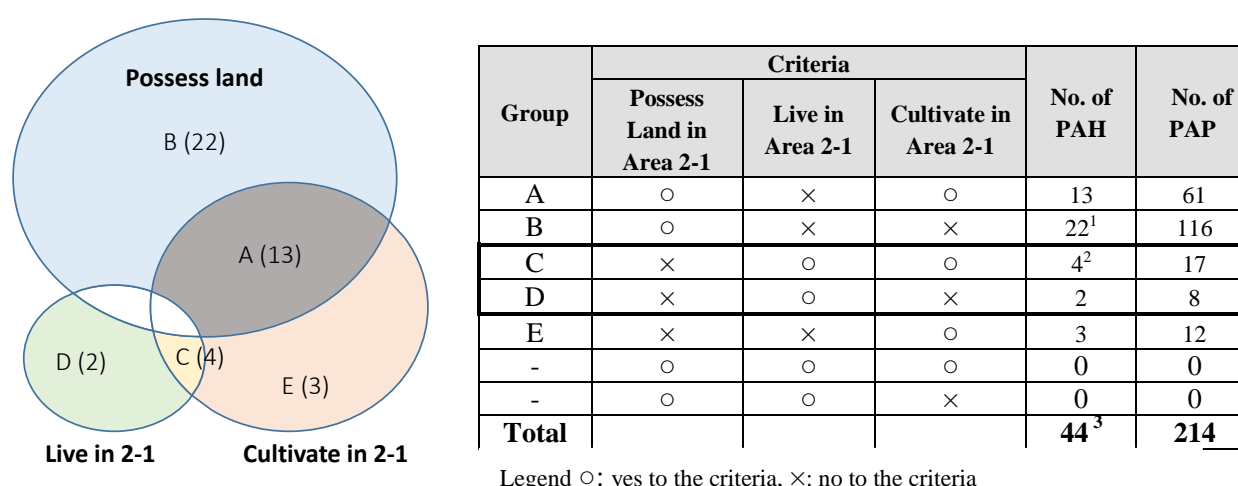 Possess land
B (22)
A (13)
D (2)
C (4)
E (3)
Live in 2-1
Cultivate in 2-1
Group
Criteria
No. of
PAH
No. of
PAP
Possess
Land in
Area 2-1
Live in
Area 2-1
Cultivate in
Area 2-1
A ○ × ○ 13 61
B ○ × × 22¹ 116
C × ○ ○ 4² 17
D × ○ × 2 8
E × × ○ 3 12
- ○ ○ ○ 0 0
- ○ ○ × 0 0
Total 44³ 214
Legend ○: yes to the criteria, ×: no to the criteria